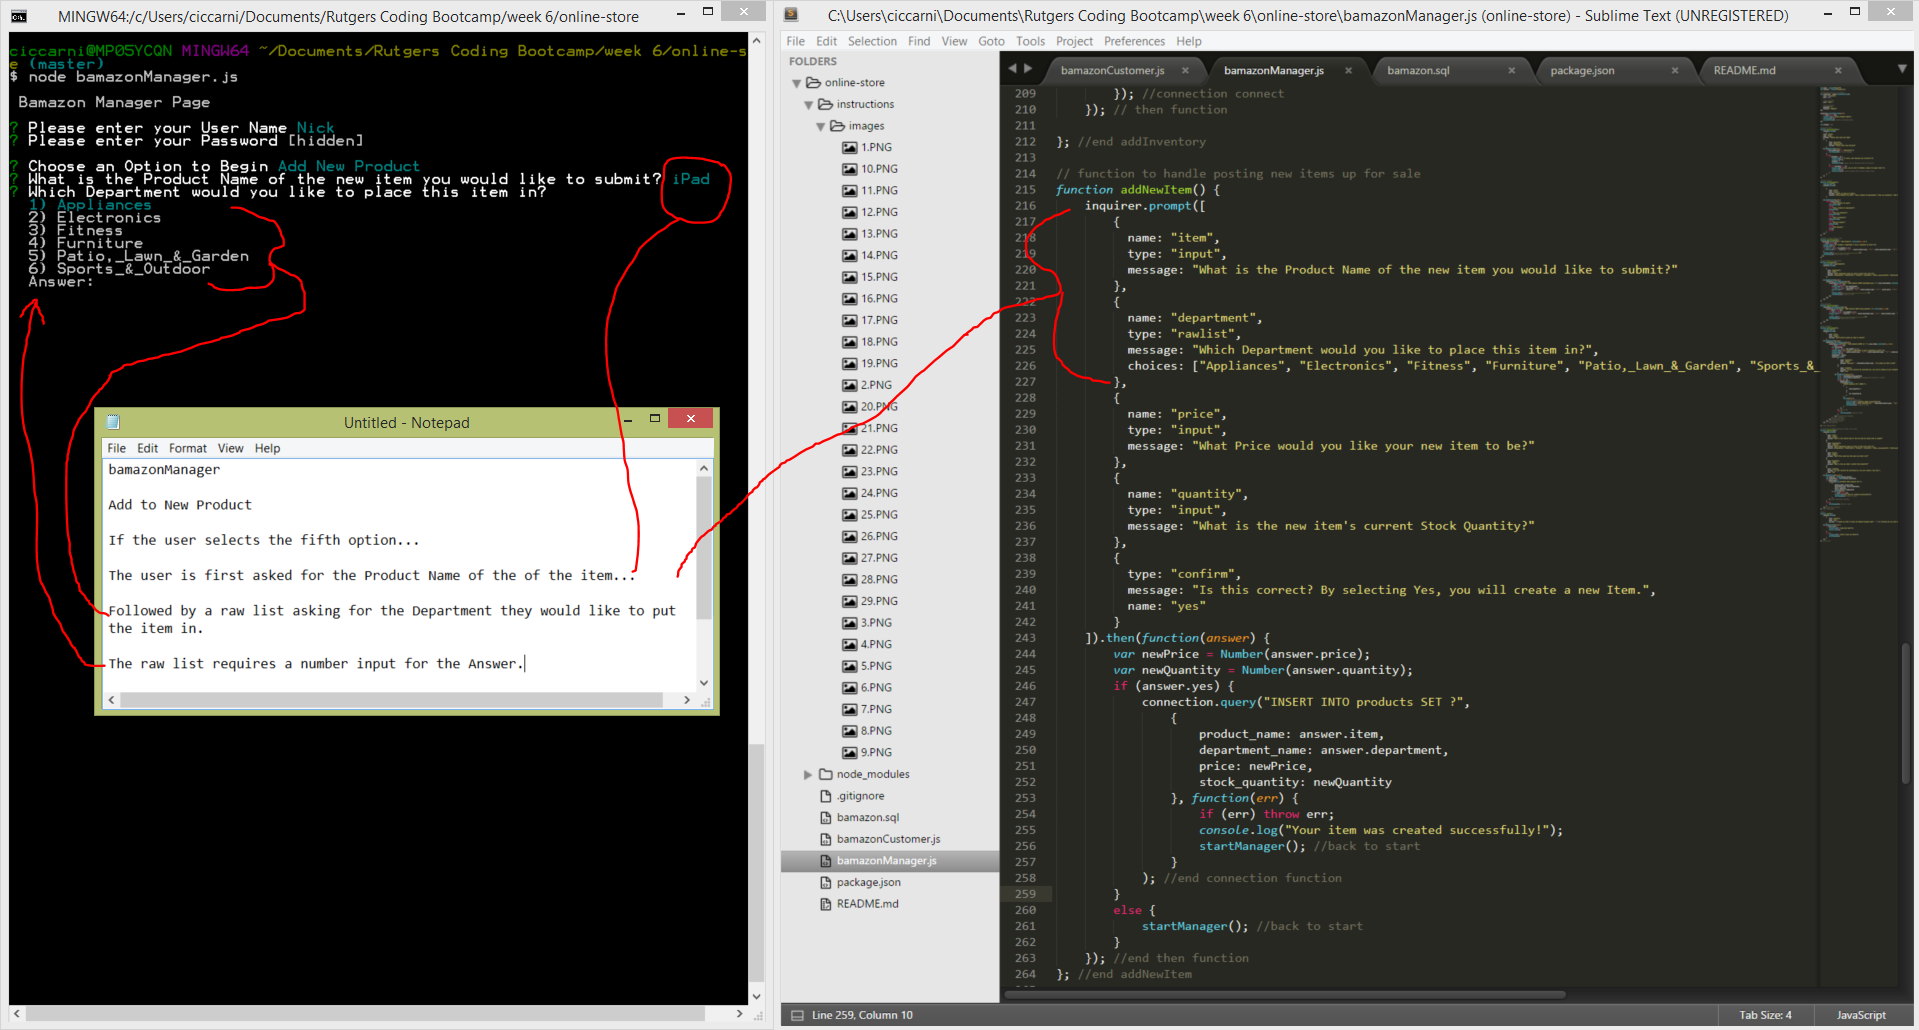 MINGW64:/c/Users/ciccarni/Documents/Rutgers Coding Bootcamp/week 6/online-store
ciccarni@MP05YCQN MINGW64 ~/Documents/Rutgers Coding Bootcamp/week 6/online-s
e (master)
$ node bamazonManager.js
Bamazon Manager Page
? Please enter your User Name Nick
? Please enter your Password [hidden]
? Choose an Option to Begin Add New Product
? What is the Product Name of the new item you would like to submit? iPad
? Which Department would you like to place this item in?
1) Appliances
2) Electronics
3) Fitness
4) Furniture
5) Patio,_Lawn_&_Garden
6) Sports_&_Outdoor
Answer:
Untitled - Notepad
File Edit Format View Help
bamazonManager
Add to New Product
If the user selects the fifth option...
The user is first asked for the Product Name of the of the item...
Followed by a raw list asking for the Department they would like to put
the item in.
The raw list requires a number input for the Answer.
C:\Users\ciccarni\Documents\Rutgers Coding Bootcamp\week 6\online-store\bamazonManager.js (online-store) - Sublime Text (UNREGISTERED)
File Edit Selection Find View Goto Tools Project Preferences Help
FOLDERS
online-store
instructions
images
1.PNG
10.PNG
11.PNG
12.PNG
13.PNG
14.PNG
15.PNG
16.PNG
17.PNG
18.PNG
19.PNG
2.PNG
20.PNG
21.PNG
22.PNG
23.PNG
24.PNG
25.PNG
26.PNG
27.PNG
28.PNG
29.PNG
3.PNG
4.PNG
5.PNG
6.PNG
7.PNG
8.PNG
9.PNG
node_modules
.gitignore
bamazon.sql
bamazonCustomer.js
bamazonManager.js
package.json
README.md
bamazonCustomer.js bamazonManager.js bamazon.sql package.json README.md
209 }); //connection connect
210 }); // then function
211
212 }; //end addInventory
213
214 // function to handle posting new items up for sale
215 function addNewItem() {
216 inquirer.prompt([
217 {
218 name: "item",
219 type: "input",
220 message: "What is the Product Name of the new item you would like to submit?"
221 },
222 {
223 name: "department",
224 type: "rawlist",
225 message: "Which Department would you like to place this item in?",
226 choices: ["Appliances", "Electronics", "Fitness", "Furniture", "Patio,_Lawn_&_Garden", "Sports_&_
227 },
228 {
229 name: "price",
230 type: "input",
231 message: "What Price would you like your new item to be?"
232 },
233 {
234 name: "quantity",
235 type: "input",
236 message: "What is the new item's current Stock Quantity?"
237 },
238 {
239 type: "confirm",
240 message: "Is this correct? By selecting Yes, you will create a new Item.",
241 name: "yes"
242 }
243 ]).then(function(answer) {
244 var newPrice = Number(answer.price);
245 var newQuantity = Number(answer.quantity);
246 if (answer.yes) {
247 connection.query("INSERT INTO products SET ?",
248 {
249 product_name: answer.item,
250 department_name: answer.department,
251 price: newPrice,
252 stock_quantity: newQuantity
253 }, function(err) {
254 if (err) throw err;
255 console.log("Your item was created successfully!");
256 startManager(); //back to start
257 }
258 ); //end connection function
259 }
260 else {
261 startManager(); //back to start
262 }
263 }); //end then function
264 }; //end addNewItem
Line 259, Column 10
Tab Size: 4
JavaScript